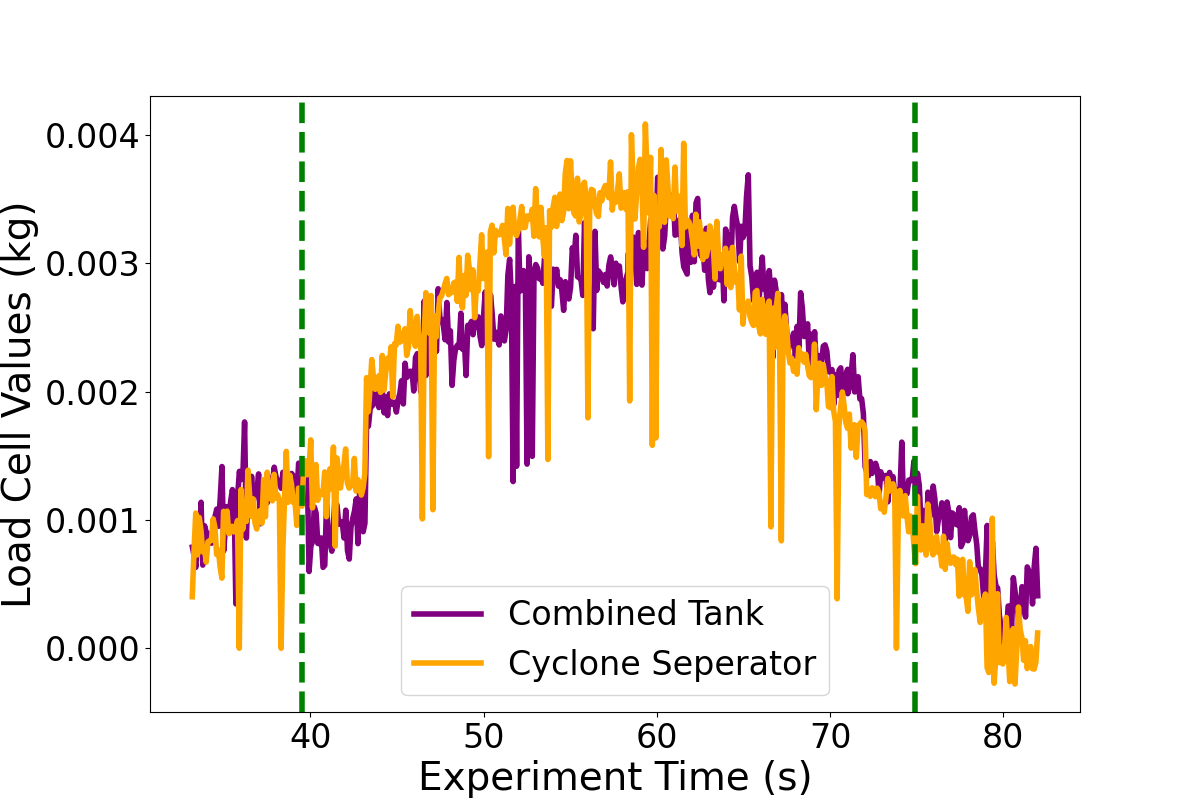 Load Cell Values (kg)
0.004
0.003
0.002
0.001
0.000
Combined Tank
Cyclone Seperator
40
50
60
70
80
Experiment Time (s)